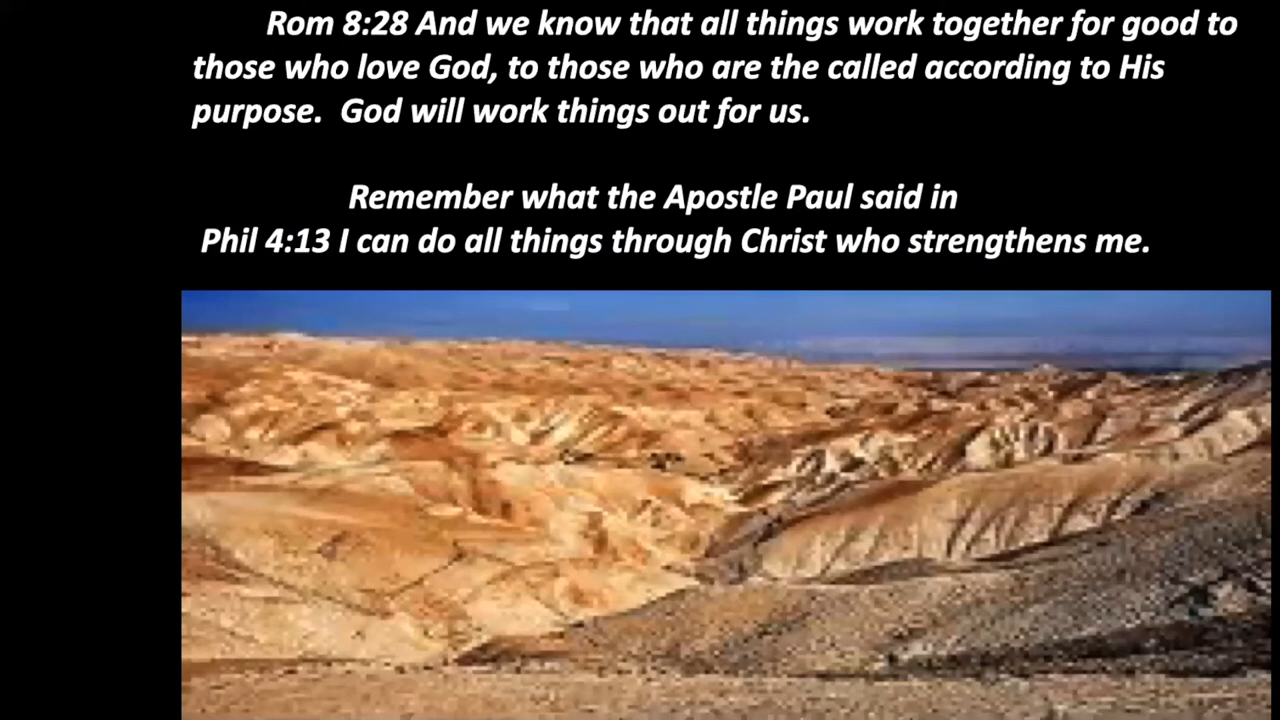 Rom 8:28 And we know that all things work together for good to
those who love God, to those who are the called according to His
purpose.  God will work things out for us.
Remember what the Apostle Paul said in
Phil 4:13 I can do all things through Christ who strengthens me.